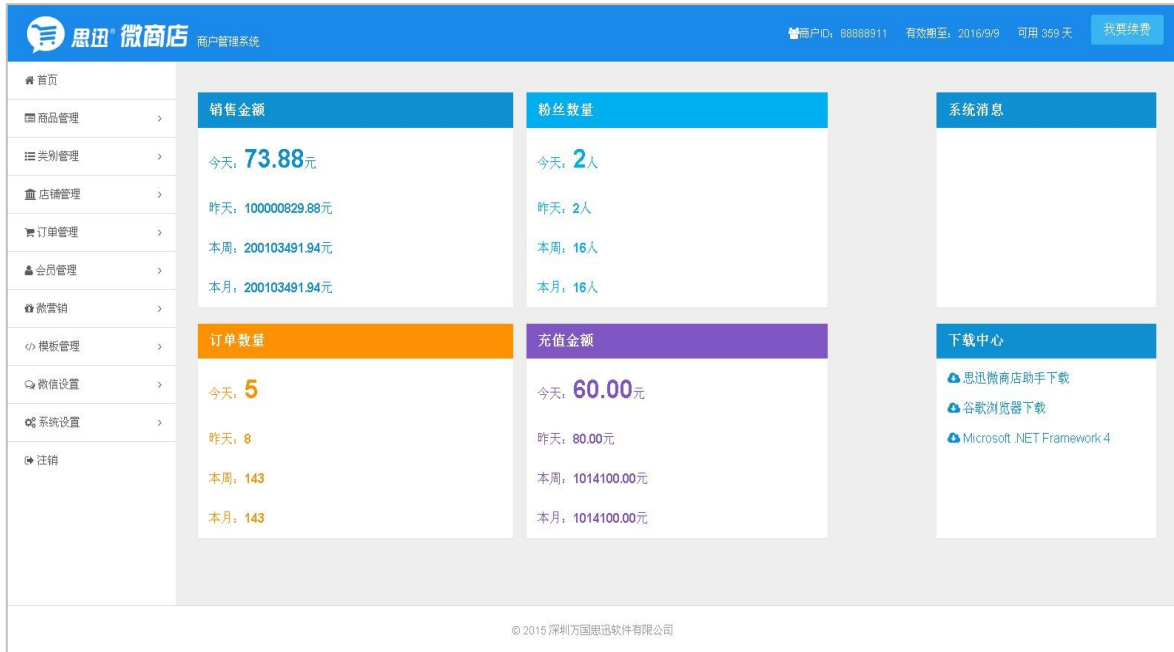 思迅® 微商店 商户管理系统
商户ID：88888911 有效期至：2016/9/9 可用 359 天 我要续费
首页
商品管理
类别管理
店铺管理
订单管理
会员管理
微营销
模板管理
微信设置
系统设置
注销
销售金额
今天：73.88元
昨天：100000829.88元
本周：200103491.94元
本月：200103491.94元
粉丝数量
今天：2人
昨天：2人
本周：16人
本月：16人
系统消息
订单数量
今天：5
昨天：8
本周：143
本月：143
充值金额
今天：60.00元
昨天：80.00元
本周：1014100.00元
本月：1014100.00元
下载中心
思迅微商店助手下载
谷歌浏览器下载
Microsoft .NET Framework 4
© 2015 深圳万国思迅软件有限公司